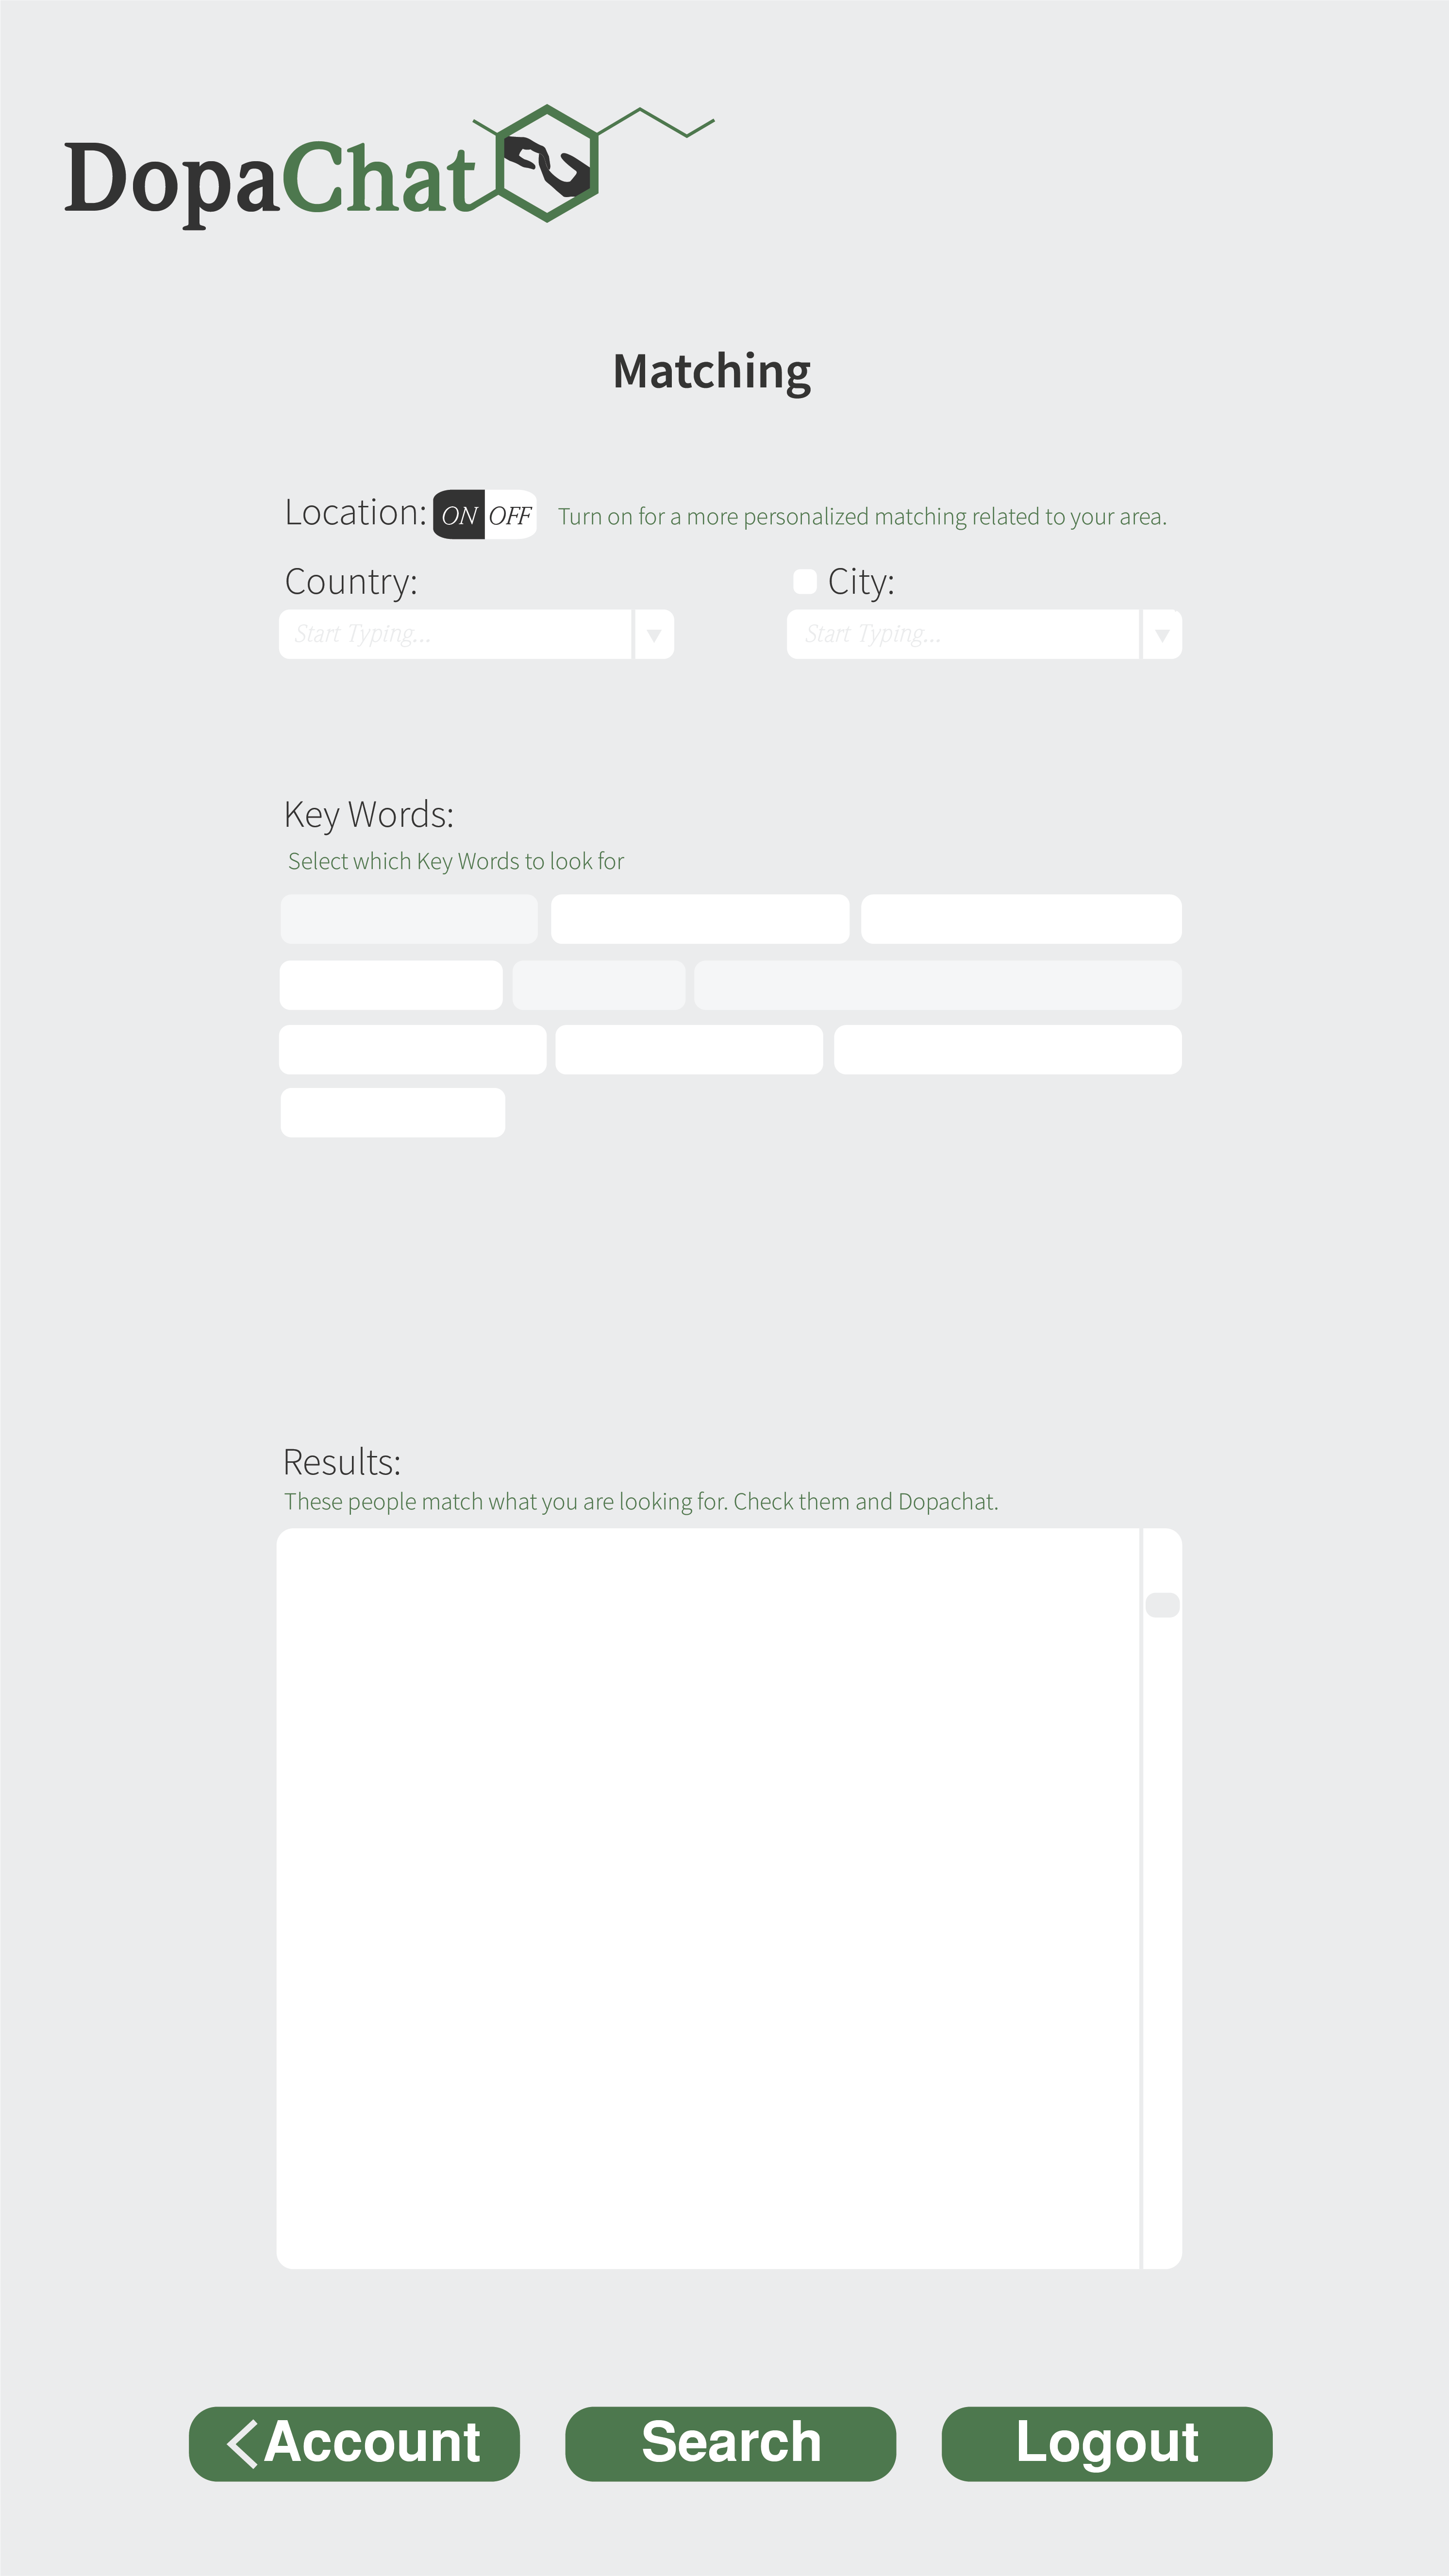 DopaChat
Matching
Location: ON OFF Turn on for a more personalized matching related to your area.
Country: City:
Start Typing... Start Typing...
Key Words:
Select which Key Words to look for
Results:
These people match what you are looking for. Check them and Dopachat.
Account Search Logout